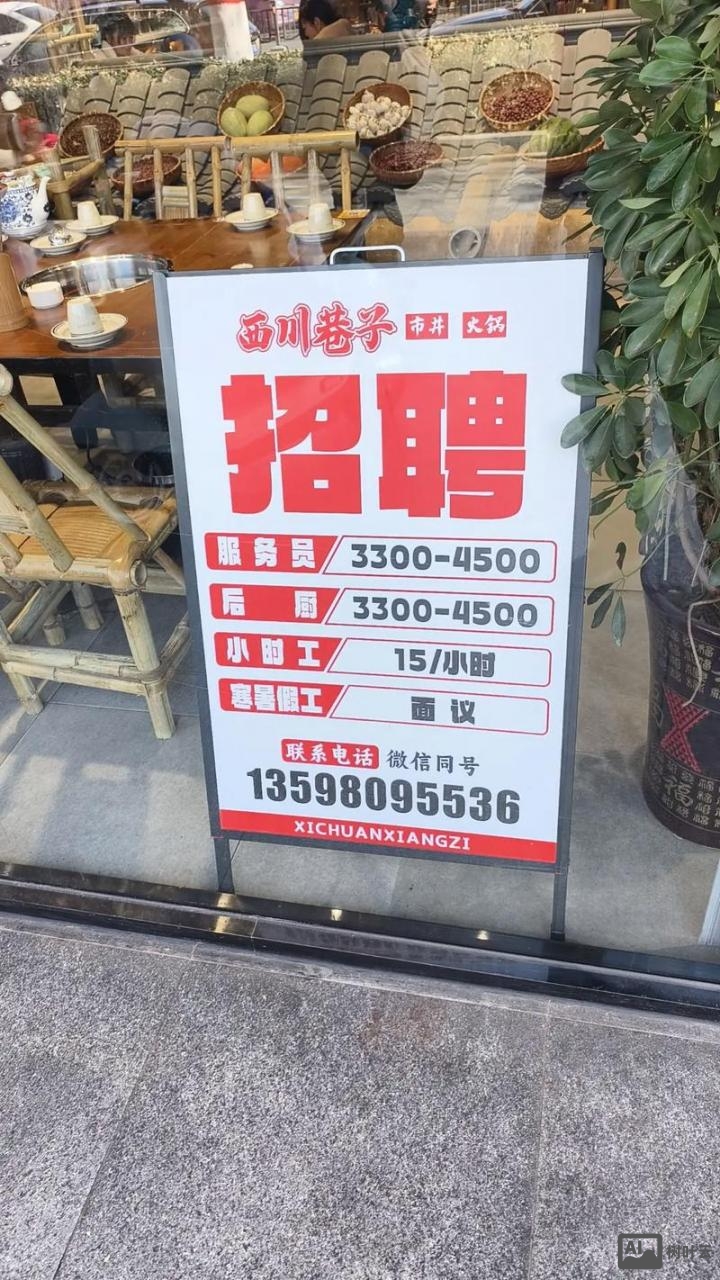 西川巷子 市井 火锅
招聘
服务员 3300-4500
后厨 3300-4500
小时工 15/小时
寒暑假工 面议
联系电话 微信同号
13598095536
XICHUANXIANGZI
福
AI